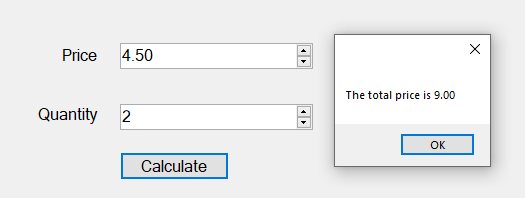 Price
4.50
The total price is 9.00
Quantity
2
OK
Calculate